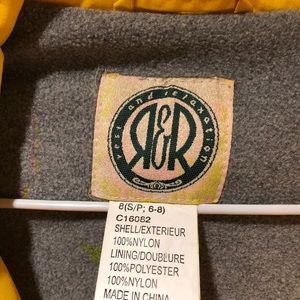 rest and relaxation
R&R
8(S/P; 6-8)
C16082
SHELL/EXTERIEUR
100%NYLON
LINING/DOUBLURE
100%POLYESTER
100%NYLON
MADE IN CHINA